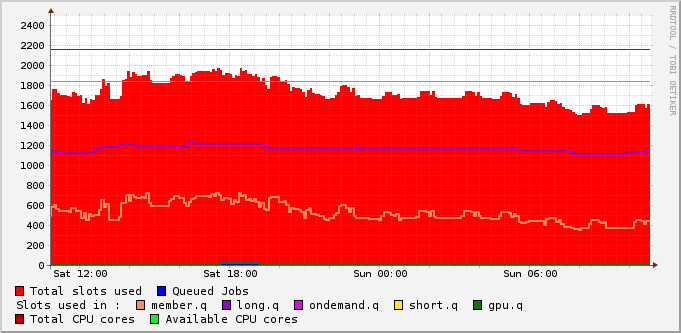 2400
2200
2000
1800
1600
1400
1200
1000
800
600
400
200
0
Sat 12:00 Sat 18:00 Sun 00:00 Sun 06:00
Total slots used Queued Jobs
Slots used in : member.q long.q ondemand.q short.q gpu.q
Total CPU cores Available CPU cores
RRDTOOL / TOBI OETIKER